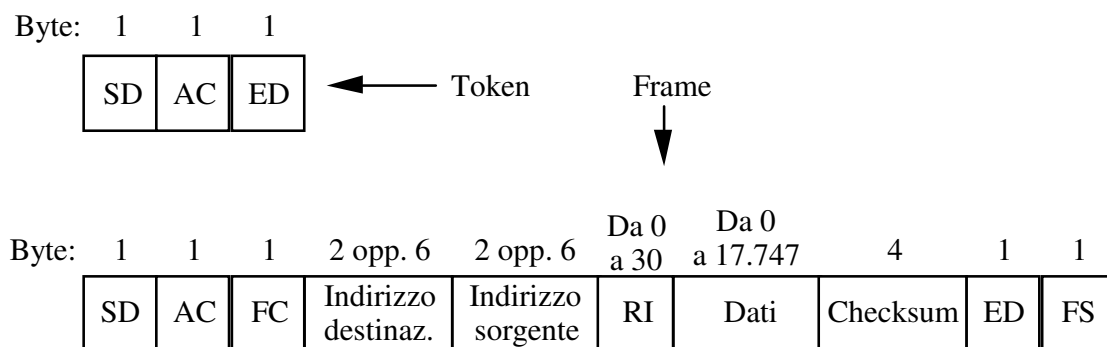 Byte: 1 1 1
SD AC ED
Token
Frame
Byte: 1 1 1 2 opp. 6 2 opp. 6 Da 0 a 30 Da 0 a 17.747 4 1 1
SD AC FC Indirizzo destinaz. Indirizzo sorgente RI Dati Checksum ED FS